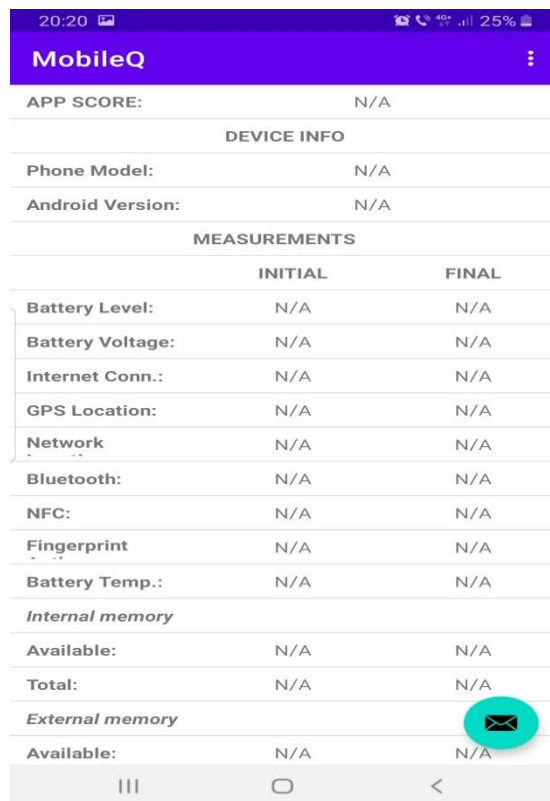 20:20 4G+ 25%
MobileQ
APP SCORE: N/A
DEVICE INFO
Phone Model: N/A
Android Version: N/A
MEASUREMENTS
INITIAL FINAL
Battery Level: N/A N/A
Battery Voltage: N/A N/A
Internet Conn.: N/A N/A
GPS Location: N/A N/A
Network N/A N/A
Bluetooth: N/A N/A
NFC: N/A N/A
Fingerprint N/A N/A
Battery Temp.: N/A N/A
Internal memory
Available: N/A N/A
Total: N/A N/A
External memory
Available: N/A N/A